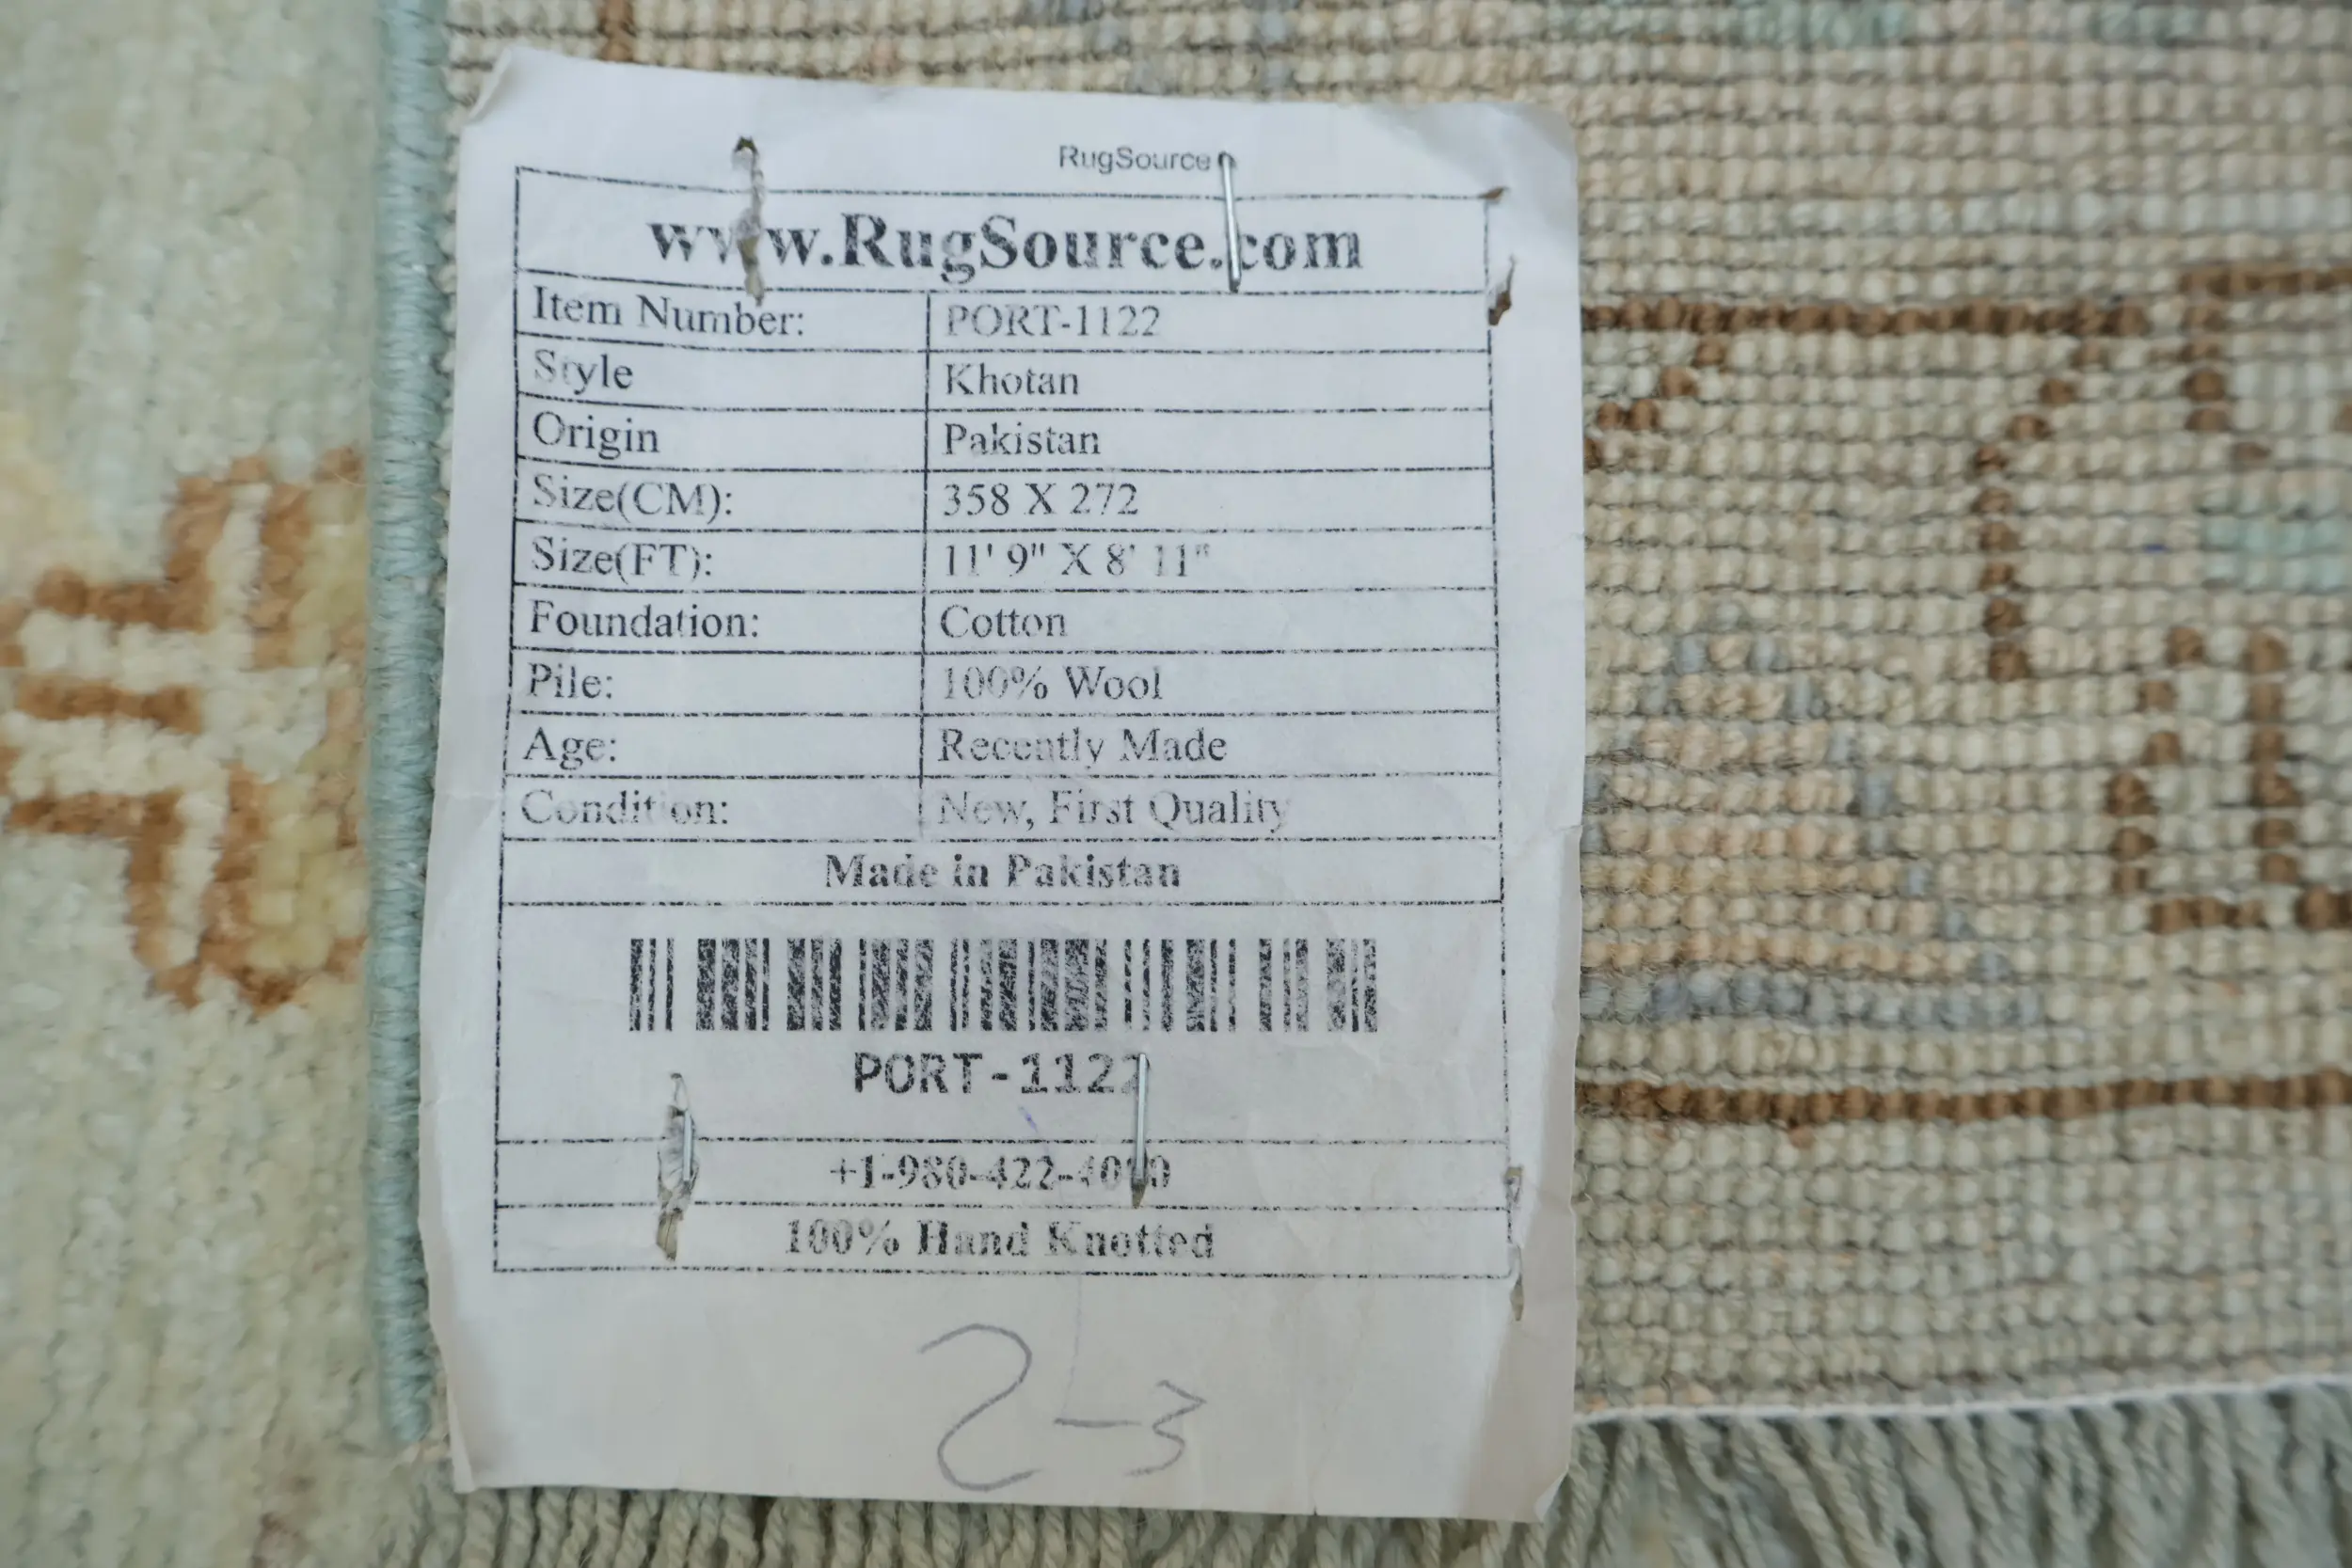 RugSource
www.RugSource.com
Item Number: PORT-1122
Style Khotan
Origin Pakistan
Size(CM): 358 X 272
Size(FT): 11' 9" X 8' 11"
Foundation: Cotton
Pile: 100% Wool
Age: Recently Made
Condition: New, First Quality
Made in Pakistan
PORT-1122
100% Hand Knotted
2-3